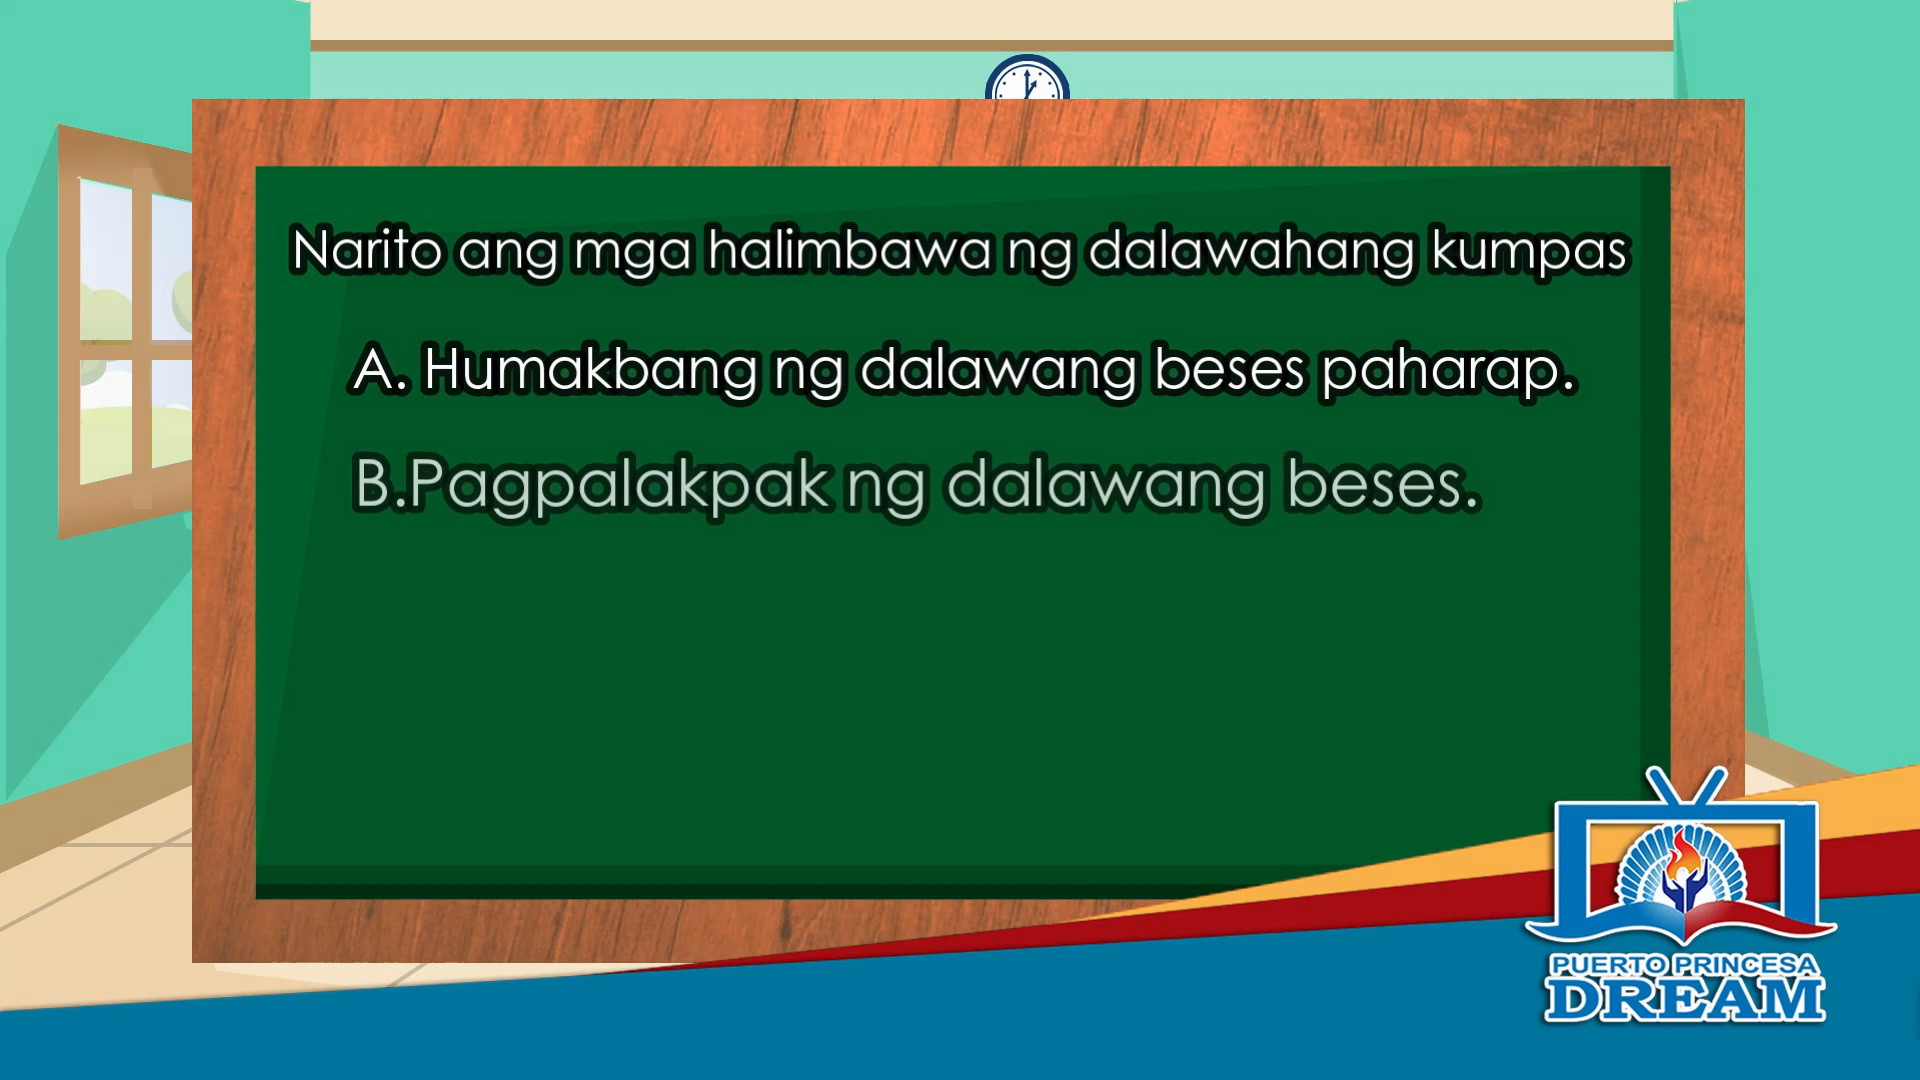 Narito ang mga halimbawa ng dalawahang kumpas
A. Humakbang ng dalawang beses paharap.
B.Pagpalakpak ng dalawang beses.
PUERTO PRINCESA
DREAM